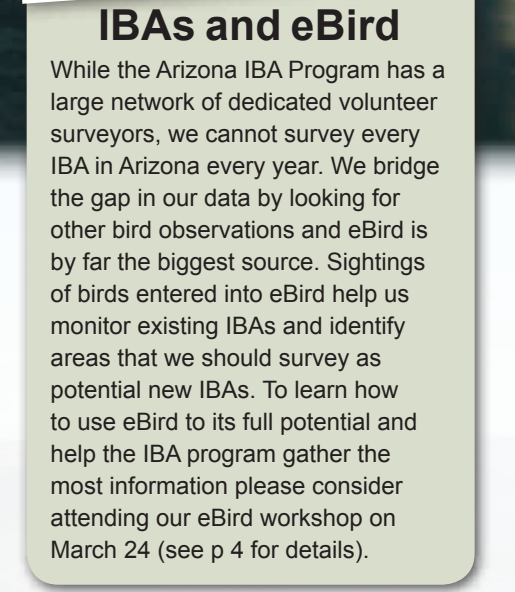 IBAs and eBird
While the Arizona IBA Program has a
large network of dedicated volunteer
surveyors, we cannot survey every
IBA in Arizona every year. We bridge
the gap in our data by looking for
other bird observations and eBird is
by far the biggest source. Sightings
of birds entered into eBird help us
monitor existing IBAs and identify
areas that we should survey as
potential new IBAs. To learn how
to use eBird to its full potential and
help the IBA program gather the
most information please consider
attending our eBird workshop on
March 24 (see p 4 for details).